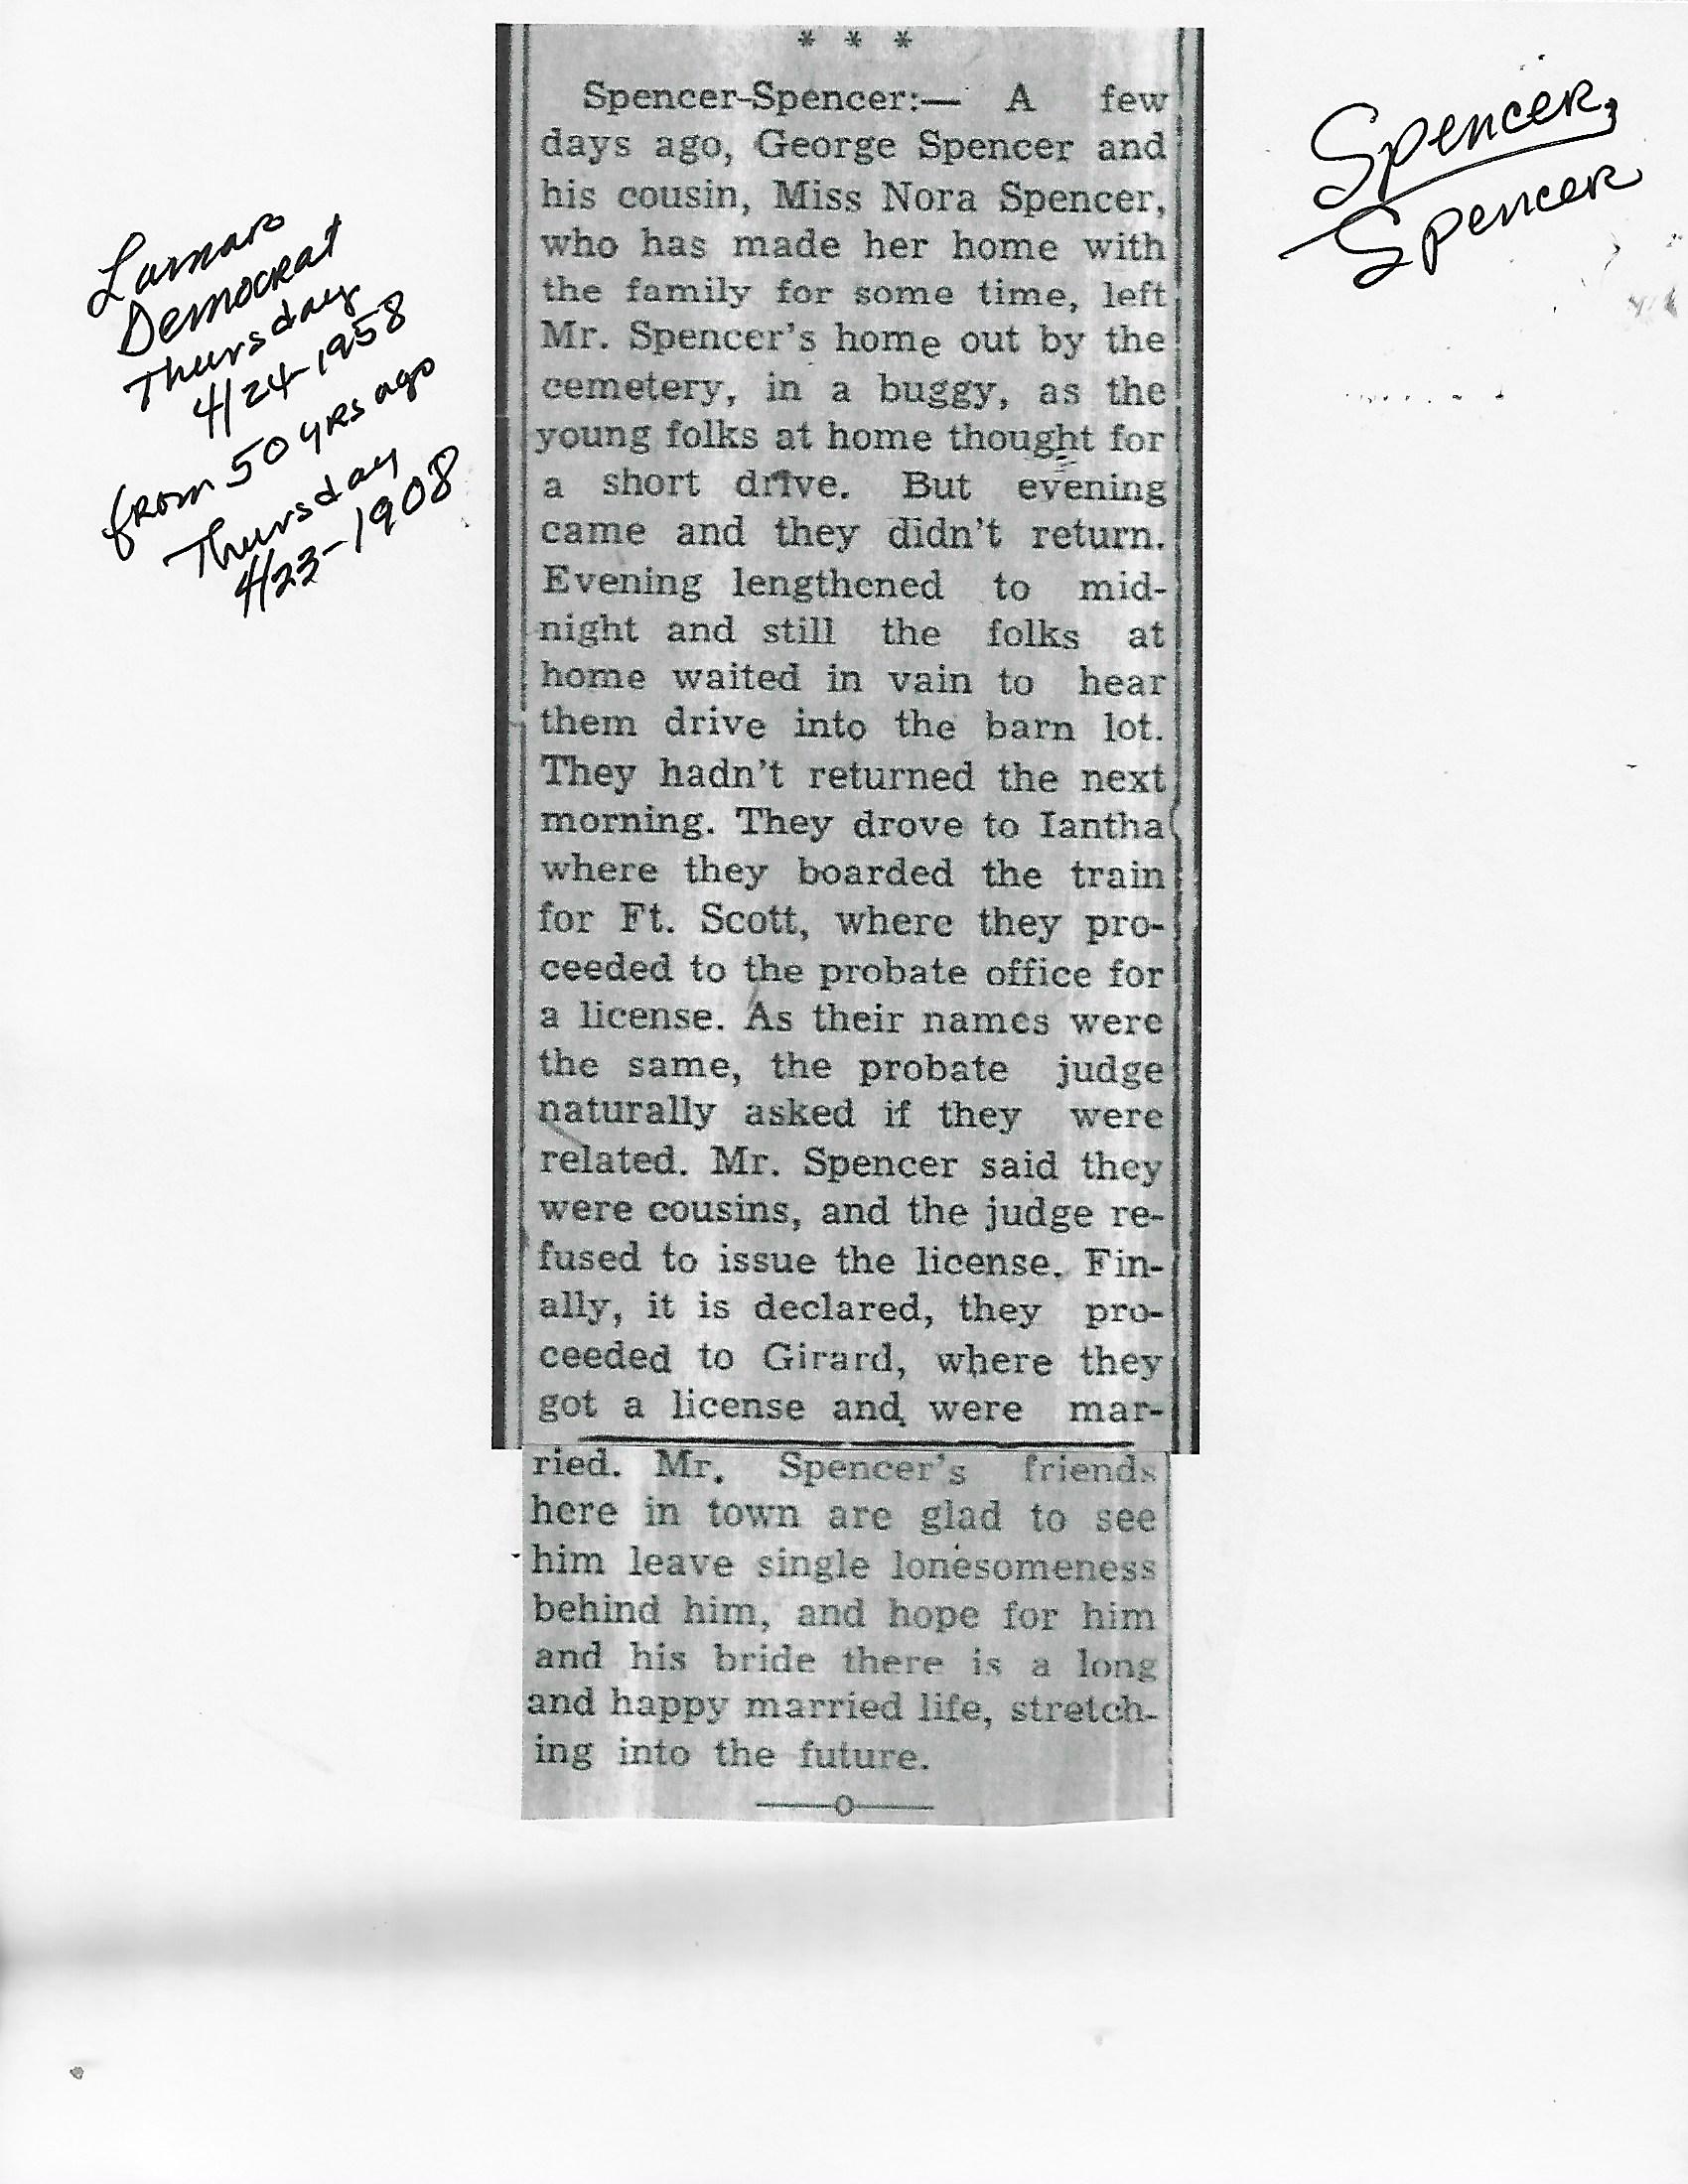 Lamar
Democrat
Thursday
4/24-1958
from 50 yrs ago
Thursday
4/23-1908
Spencer,
Spencer
* * *
Spencer-Spencer:— A few
days ago, George Spencer and
his cousin, Miss Nora Spencer,
who has made her home with
the family for some time, left
Mr. Spencer's home out by the
cemetery, in a buggy, as the
young folks at home thought for
a short drive. But evening
came and they didn't return.
Evening lengthened to mid-
night and still the folks at
home waited in vain to hear
them drive into the barn lot.
They hadn't returned the next
morning. They drove to Iantha
where they boarded the train
for Ft. Scott, where they pro-
ceeded to the probate office for
a license. As their names were
the same, the probate judge
naturally asked if they were
related. Mr. Spencer said they
were cousins, and the judge re-
fused to issue the license. Fin-
ally, it is declared, they pro-
ceeded to Girard, where they
got a license and were mar-
ried. Mr. Spencer's friends
here in town are glad to see
him leave single lonesomeness
behind him, and hope for him
and his bride there is a long
and happy married life, stretch-
ing into the future.
——o——